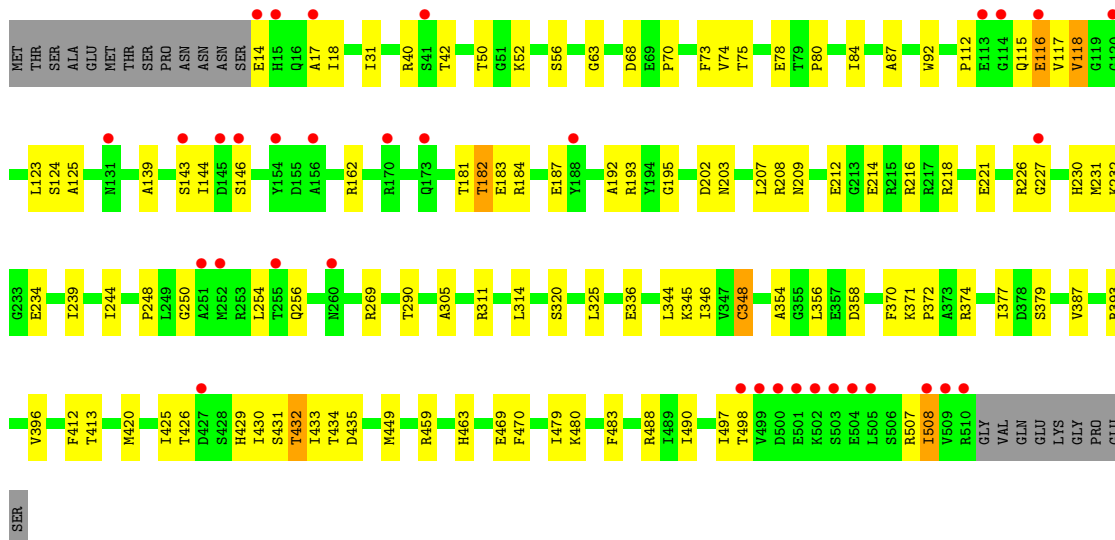 MET THR SER ALA GLU MET THR SER PRO ASN ASN ASN SER E14 H15 Q16 A17 I18 I31 R40 S41 T42 T50 G51 K52 S56 G63 D68 E69 P70 F73 V74 T75 E78 T79 P80 I84 A87 W92 P112 E113 G114 Q115 E116 V117 V118 G119 G120
L123 S124 A125 N131 A139 S143 I144 D145 S146 Y154 D155 A156 R162 R170 Q173 T181 T182 E183 R184 E187 Y188 A192 R193 Y194 G195 D202 N203 L207 R208 N209 E212 G213 E214 R215 R216 R217 R218 E221 R226 G227 H230 M231 K232
G233 E234 I239 I244 P248 L249 G250 A251 M252 R253 L254 T255 Q256 N260 R269 T290 A305 R311 L314 S320 L325 E336 L344 K345 I346 V347 C348 A354 G355 L356 E357 D358 F370 K371 P372 A373 R374 I377 D378 S379 V387
V396 F412 T413 M420 I425 T426 D427 S428 H429 I430 S431 T432 I433 T434 D435 M449 R459 H463 E469 F470 I479 K480 F483 R488 I489 I490 I497 T498 V499 D500 E501 K502 S503 E504 L505 S506 R507 I508 V509 R510 GLY VAL GLN GLU LYS GLY PRO GLU
SER